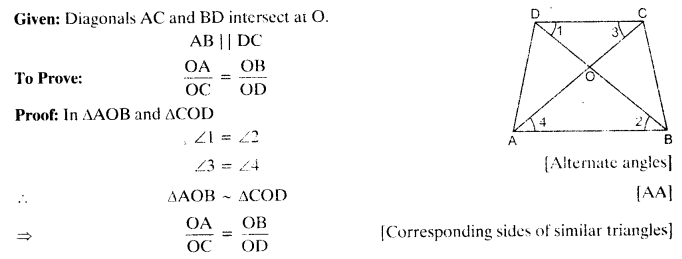 Given: Diagonals AC and BD intersect at O.
AB || DC
To Prove: OA/OC = OB/OD
Proof: In ΔAOB and ΔCOD
∠1 = ∠2
∠3 = ∠4 [Alternate angles]
∴ ΔAOB ~ ΔCOD [AA]
⇒ OA/OC = OB/OD [Corresponding sides of similar triangles]
D C
1 3
O
4 2
A B